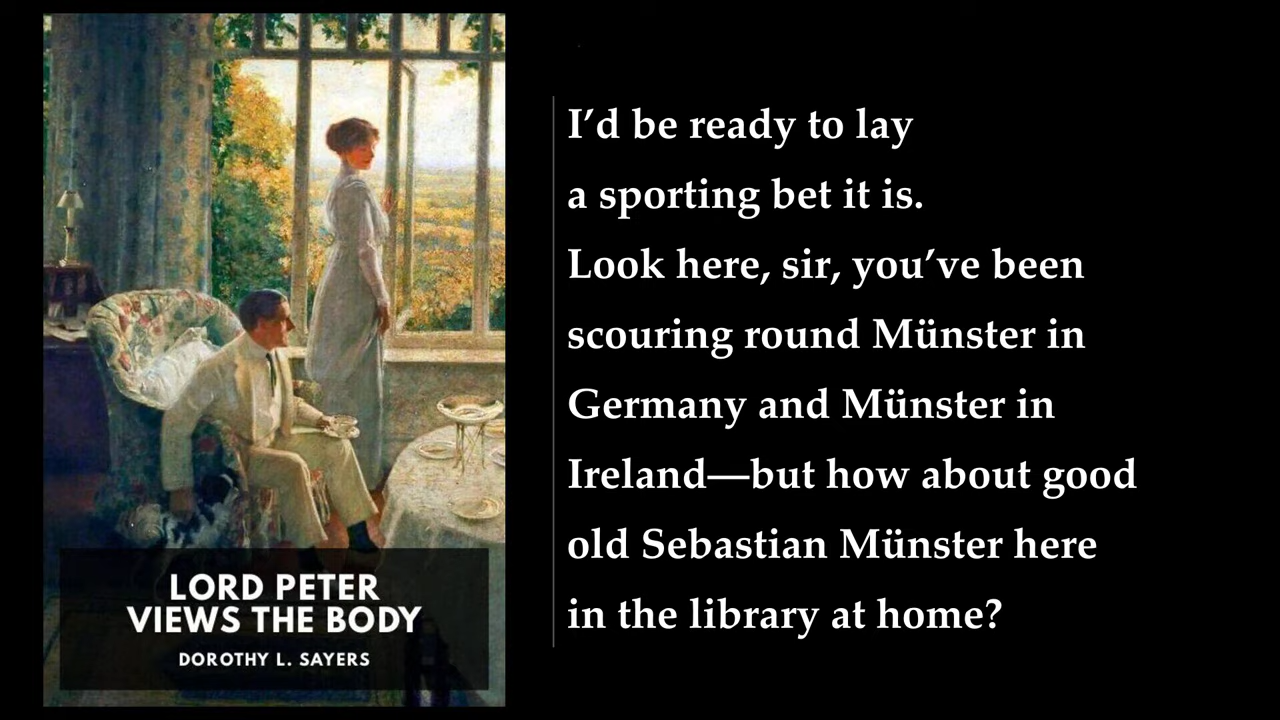 I’d be ready to lay
a sporting bet it is.
Look here, sir, you’ve been
scouring round Münster in
Germany and Münster in
Ireland—but how about good
old Sebastian Münster here
in the library at home?
LORD PETER
VIEWS THE BODY
DOROTHY L. SAYERS